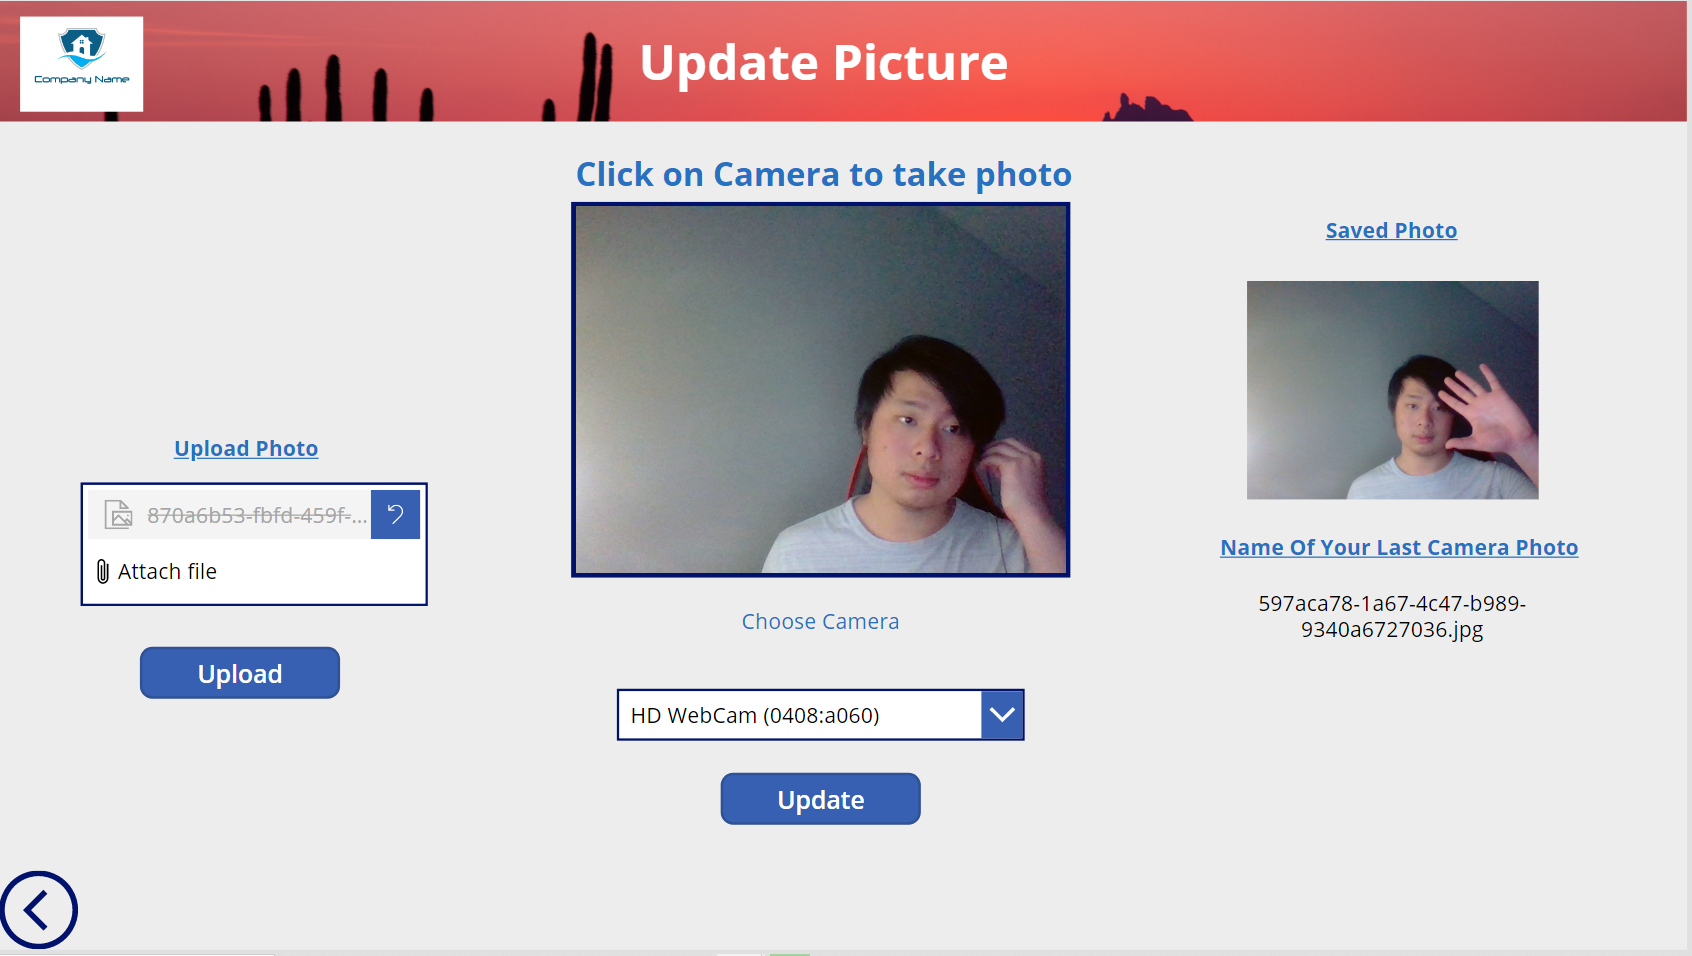 Company Name
Update Picture
Click on Camera to take photo
Saved Photo
Upload Photo
870a6b53-fbfd-459f-...
Attach file
Upload
Choose Camera
HD WebCam (0408:a060)
Update
Name Of Your Last Camera Photo
597aca78-1a67-4c47-b989-
9340a6727036.jpg